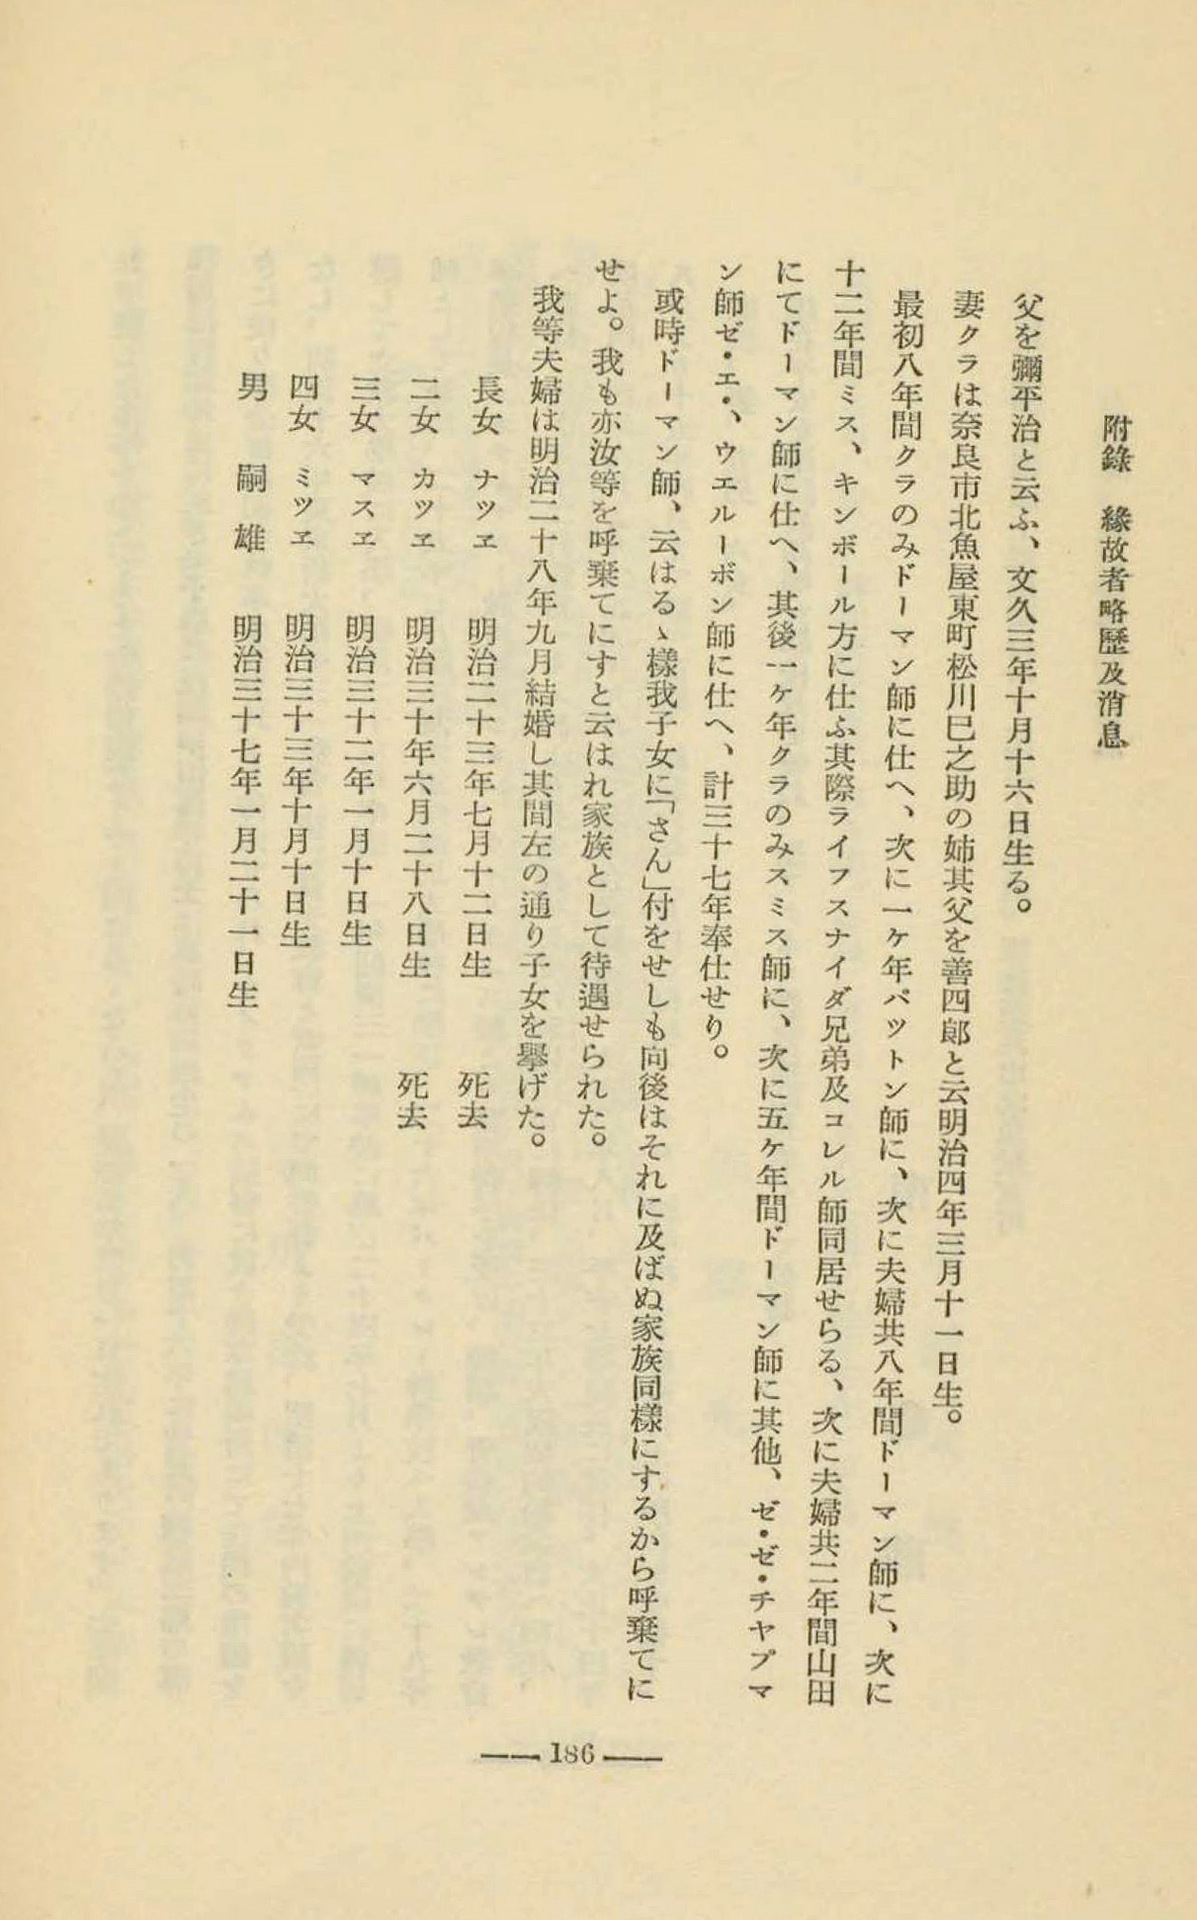 附錄　緣故者略歷及消息
父を彌平治と云ふ、文久三年十月十六日生る。
妻クラは奈良市北魚屋東町松川巳之助の姉其父を善四郞と云明治四年三月十一日生。
最初八年間クラのみドーマン師に仕へ、次に一ケ年パツトン師に、次に夫婦共八年間ドーマン師に、次に
十二年間ミス、キンボール方に仕ふ其際ライフスナイダ兄弟及コレル師同居せらる、次に夫婦共二年間山田
にてドーマン師に仕へ、其後一ケ年クラのみスミス師に、次に五ケ年間ドーマン師に其他、ゼ・ゼ・チヤプマ
ン師ゼ・エ・、ウエルーボン師に仕へ、計三十七年奉仕せり。
或時ドーマン師、云はるゝ樣我子女に「さん」付をせしも向後はそれに及ばぬ家族同樣にするから呼棄てに
せよ。我も亦汝等を呼棄てにすと云はれ家族として待遇せられた。
我等夫婦は明治二十八年九月結婚し其間左の通り子女を擧げた。
長女　ナツヱ　明治二十三年七月十二日生　死去
二女　カツヱ　明治三十年六月二十八日生　死去
三女　マスヱ　明治三十二年一月十日生
四女　ミツヱ　明治三十三年十月十日生
男　嗣雄　明治三十七年一月二十一日生
186